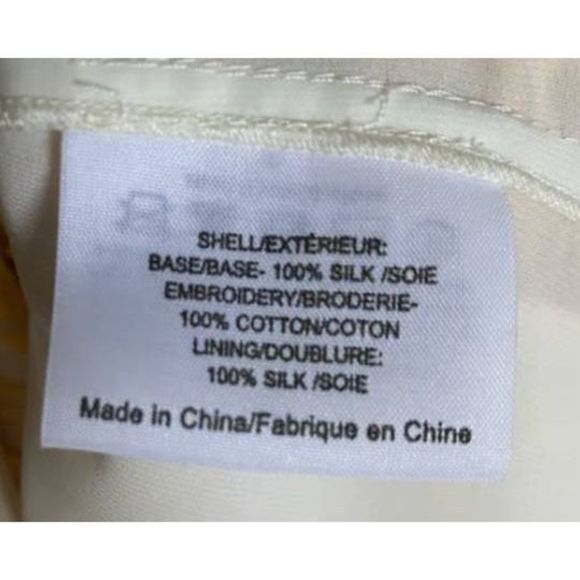 SHELL/EXTÉRIEUR:
BASE/BASE- 100% SILK /SOIE
EMBROIDERY/BRODERIE-
100% COTTON/COTON
LINING/DOUBLURE:
100% SILK /SOIE
Made in China/Fabrique en Chine